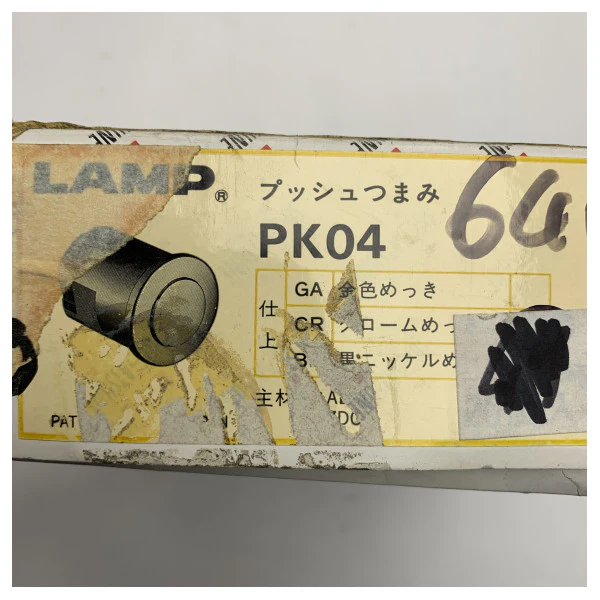 LAMP®
プッシュつまみ
64
PK04
仕上
GA 金色めっき
CR クロームめっ
B 黒ニッケルめ
主材
PAT